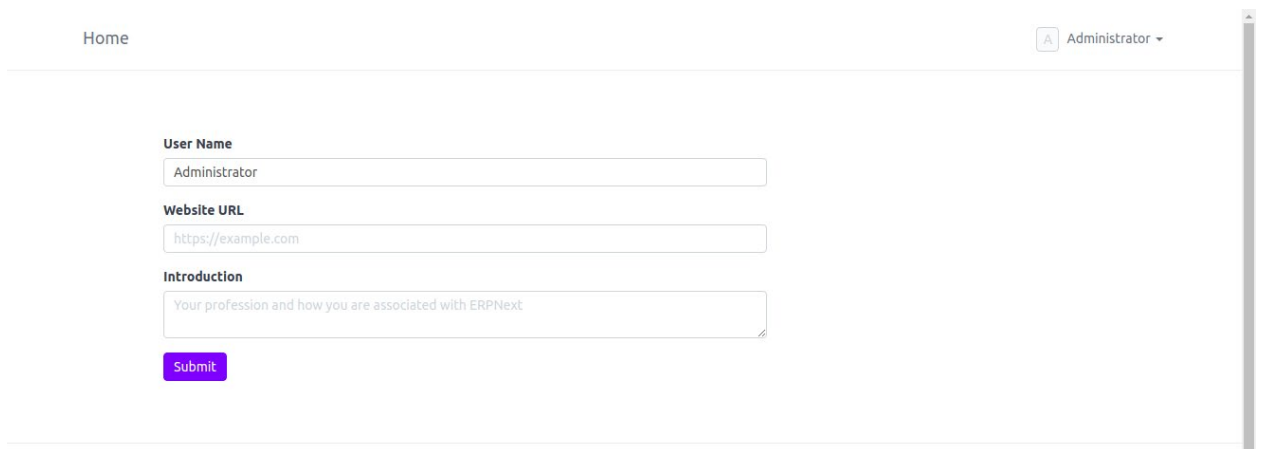 Home
A Administrator
User Name
Administrator
Website URL
https://example.com
Introduction
Your profession and how you are associated with ERPNext
Submit